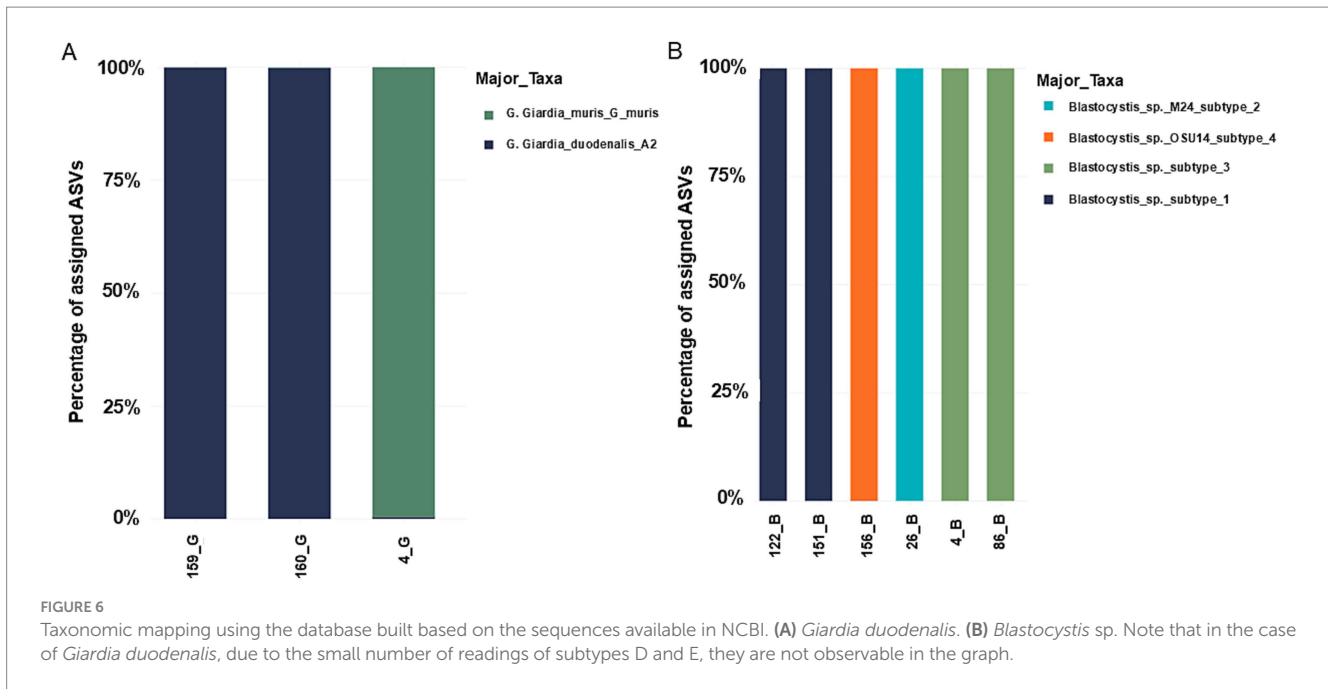 A
100%
75%
50%
25%
0%
Percentage of assigned ASVs
159_G
160_G
4_G
Major_Taxa
G. Giardia_muris_G_muris
G. Giardia_duodenalis_A2
B
100%
75%
50%
25%
0%
Percentage of assigned ASVs
122_B
151_B
156_B
26_B
4_B
86_B
Major_Taxa
Blastocystis_sp._M24_subtype_2
Blastocystis_sp._OSU14_subtype_4
Blastocystis_sp._subtype_3
Blastocystis_sp._subtype_1
FIGURE 6
Taxonomic mapping using the database built based on the sequences available in NCBI. (A) Giardia duodenalis. (B) Blastocystis sp. Note that in the case
of Giardia duodenalis, due to the small number of readings of subtypes D and E, they are not observable in the graph.